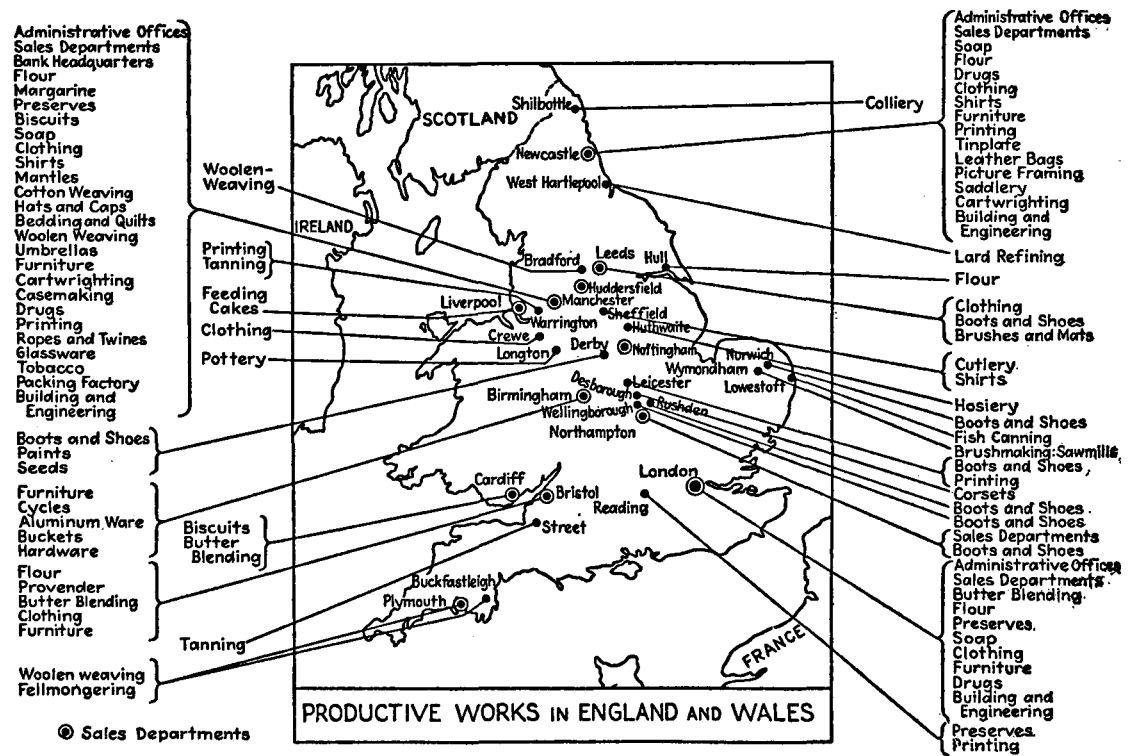 Administrative Offices
Sales Departments
Bank Headquarters
Flour
Margarine
Preserves
Biscuits
Soap
Clothing
Shirts
Mantles
Cotton Weaving
Hats and Caps
Bedding and Quilts
Woolen Weaving
Umbrellas
Furniture
Cartwrighting
Casemaking
Drugs
Printing
Ropes and Twines
Glassware
Tobacco
Packing Factory
Building and
Engineering
Boots and Shoes
Paints
Seeds
Furniture
Cycles
Aluminum Ware
Buckets
Hardware
Flour
Provender
Butter Blending
Clothing
Furniture
Woolen weaving
Fellmongering
Sales Departments
Woolen-
Weaving
Printing
Tanning
Feeding
Cakes
Clothing
Pottery
Biscuits
Butter
Blending
Tanning
SCOTLAND
IRELAND
FRANCE
Shilbottle
Newcastle
West Hartlepool
Bradford
Leeds
Hull
Huddersfield
Liverpool
Manchester
Warrington
Sheffield
Huthwaite
Crewe
Longton
Derby
Nottingham
Norwich
Wymondham
Lowestoft
Leicester
Desborough
Birmingham
Rushden
Wellingborough
Northampton
Cardiff
Bristol
London
Reading
Street
Buckfastleigh
Plymouth
PRODUCTIVE WORKS IN ENGLAND AND WALES
Colliery
Administrative Offices
Sales Departments
Soap
Flour
Drugs
Clothing
Shirts
Furniture
Printing
Tinplate
Leather Bags
Picture Framing
Saddlery
Cartwrighting
Building and
Engineering
Lard Refining
Flour
Clothing
Boots and Shoes
Brushes and Mats
Cutlery
Shirts
Hosiery
Boots and Shoes
Fish Canning
Brushmaking: Sawmills
Boots and Shoes
Printing
Corsets
Boots and Shoes
Boots and Shoes
Sales Departments
Boots and Shoes
Administrative Offices
Sales Departments
Butter Blending
Flour
Preserves
Soap
Clothing
Furniture
Drugs
Building and
Engineering
Preserves
Printing